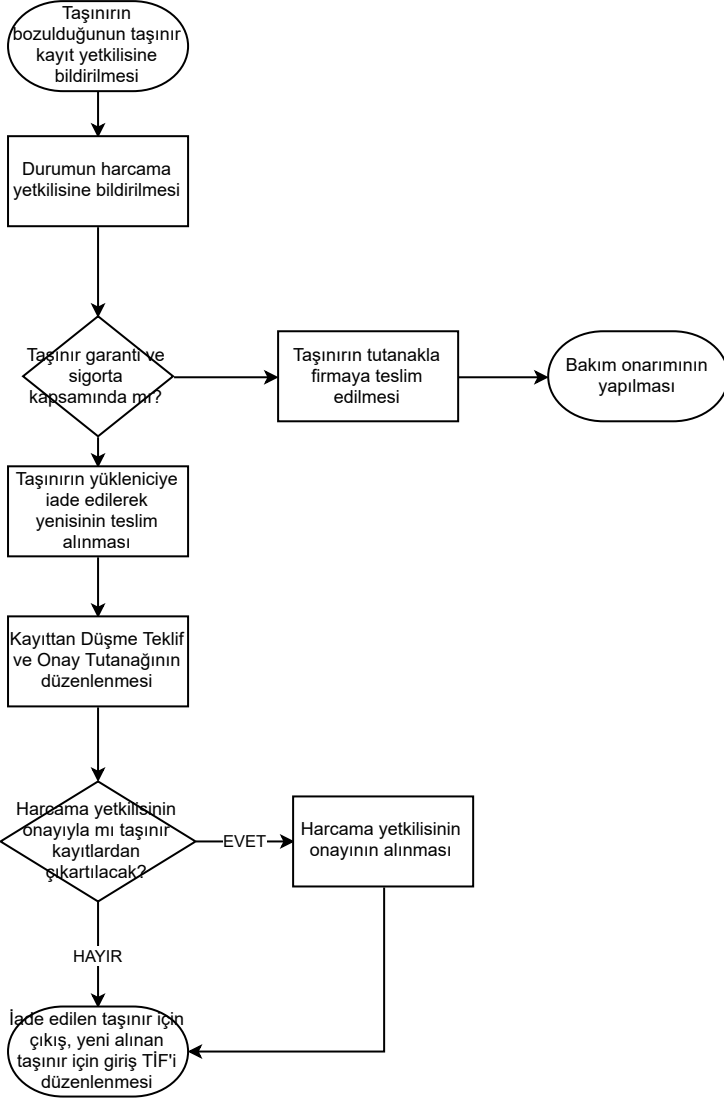 Taşınırın
bozulduğunun taşınır
kayıt yetkilisine
bildirilmesi
Durumun harcama
yetkilisine bildirilmesi
Taşınır garanti ve
sigorta
kapsamında mı?
Taşınırın tutanakla
firmaya teslim
edilmesi
Bakım onarımının
yapılması
Taşınırın yükleniciye
iade edilerek
yenisinin teslim
alınması
Kayıttan Düşme Teklif
ve Onay Tutanağının
düzenlenmesi
Harcama yetkilisinin
onayıyla mı taşınır
kayıtlardan
çıkartılacak?
EVET
Harcama yetkilisinin
onayının alınması
HAYIR
İade edilen taşınır için
çıkış, yeni alınan
taşınır için giriş TİF'i
düzenlenmesi